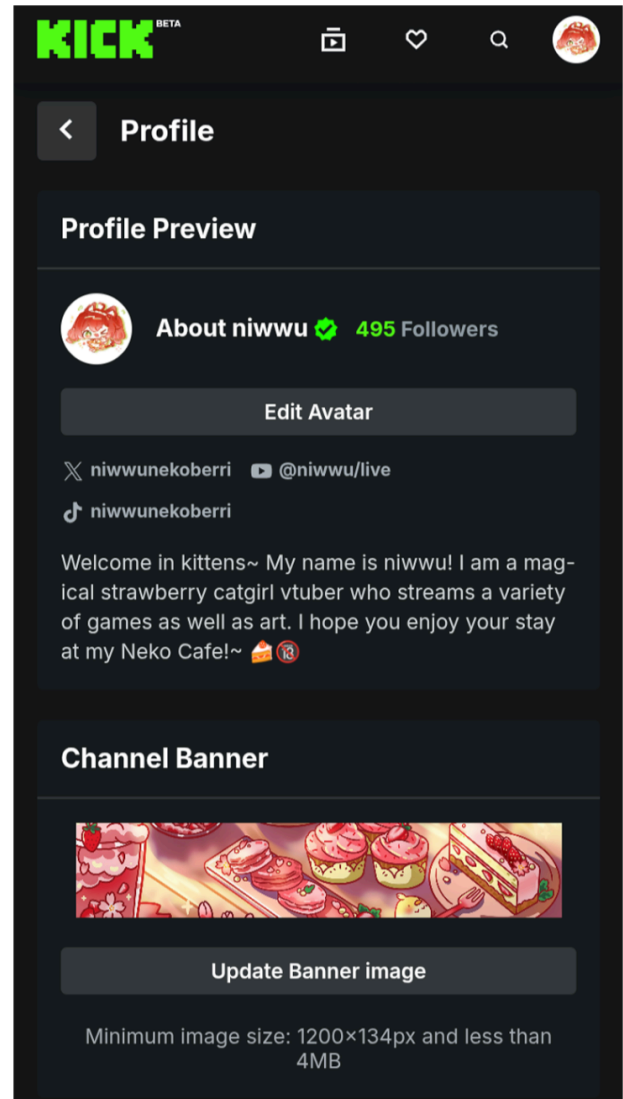 KICK BETA
Profile
Profile Preview
About niwwu 495 Followers
Edit Avatar
niwwunekoberri @niwwu/live
niwwunekoberri
Welcome in kittens~ My name is niwwu! I am a mag-
ical strawberry catgirl vtuber who streams a variety
of games as well as art. I hope you enjoy your stay
at my Neko Cafe!~ 🍰🔞
Channel Banner
Update Banner image
Minimum image size: 1200×134px and less than
4MB